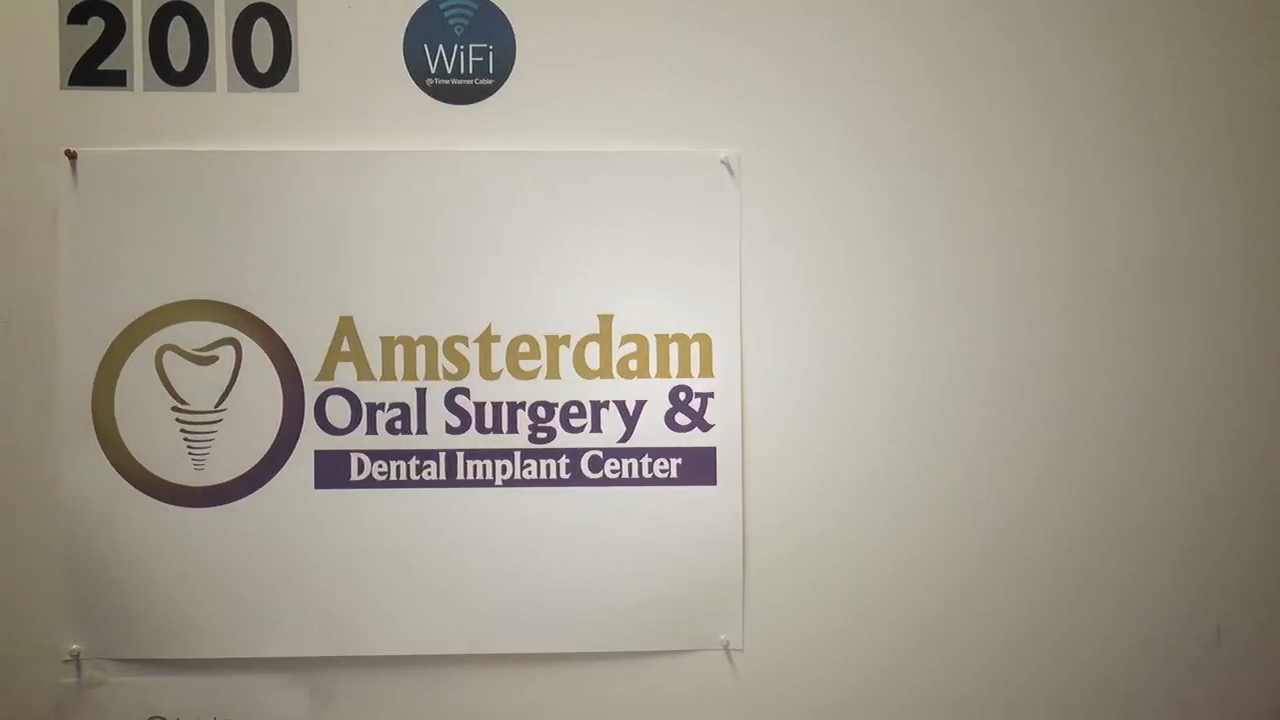 200
WiFi
@ Time Warner Cable
Amsterdam
Oral Surgery &
Dental Implant Center